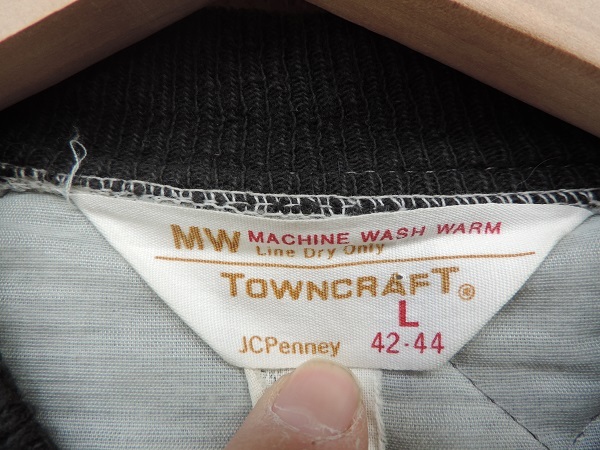 MW MACHINE WASH WARM
Line Dry Only
TOWNCRAFT®
L
JCPenney 42-44